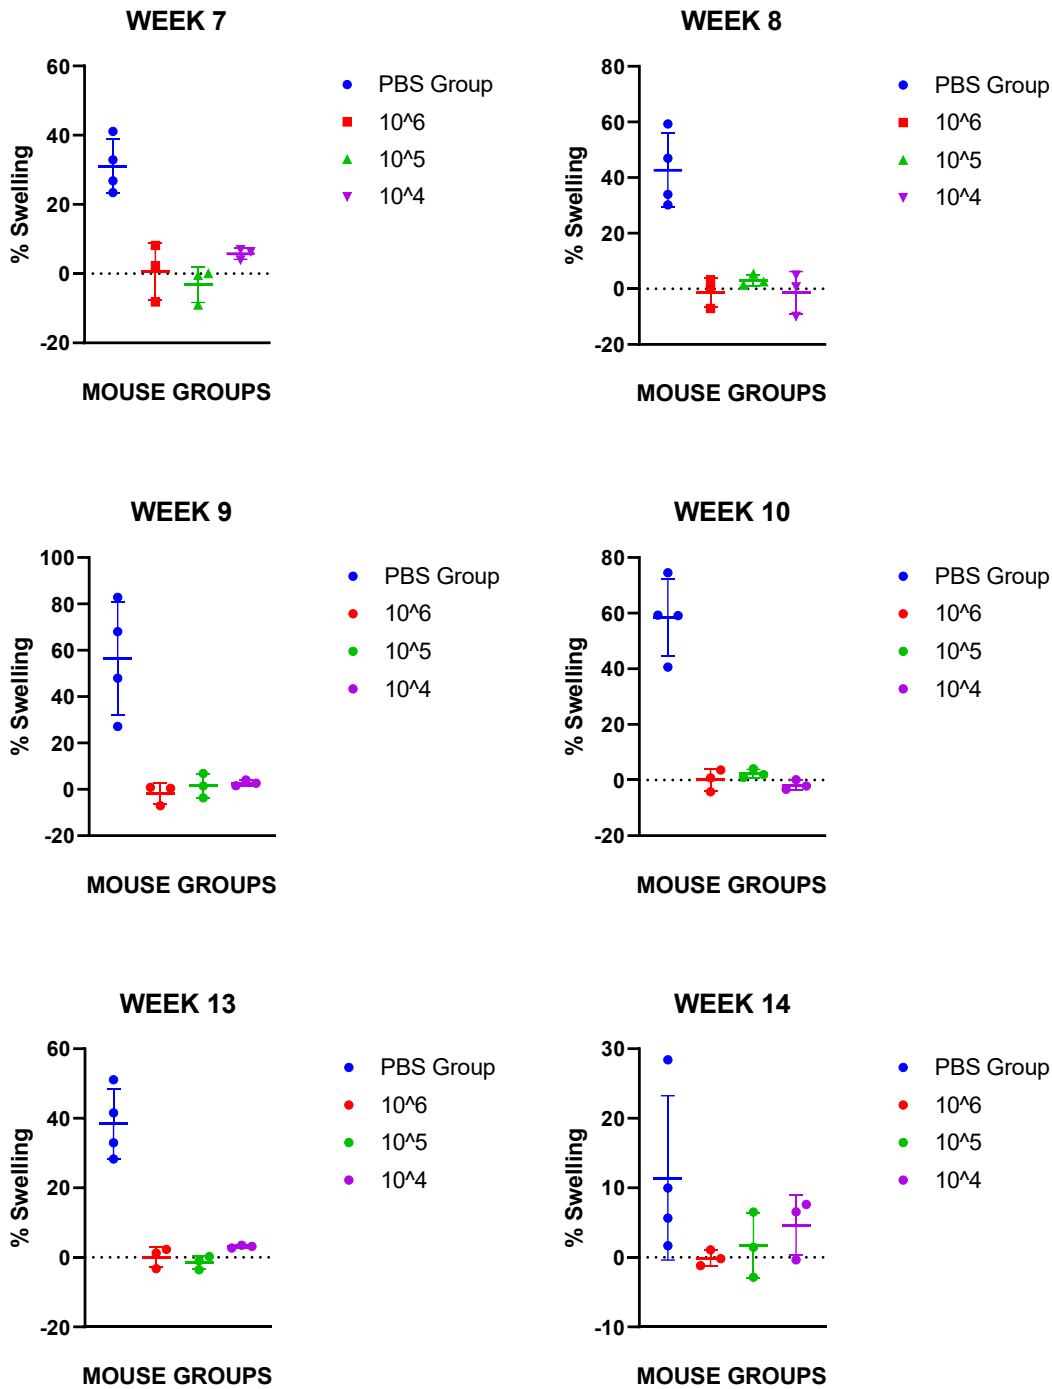 WEEK 7
60
40
20
0
-20
% Swelling
MOUSE GROUPS
PBS Group
10^6
10^5
10^4
WEEK 8
80
60
40
20
0
-20
% Swelling
MOUSE GROUPS
PBS Group
10^6
10^5
10^4
WEEK 9
100
80
60
40
20
0
-20
% Swelling
MOUSE GROUPS
PBS Group
10^6
10^5
10^4
WEEK 10
80
60
40
20
0
-20
% Swelling
MOUSE GROUPS
PBS Group
10^6
10^5
10^4
WEEK 13
60
40
20
0
-20
% Swelling
MOUSE GROUPS
PBS Group
10^6
10^5
10^4
WEEK 14
30
20
10
0
-10
% Swelling
MOUSE GROUPS
PBS Group
10^6
10^5
10^4